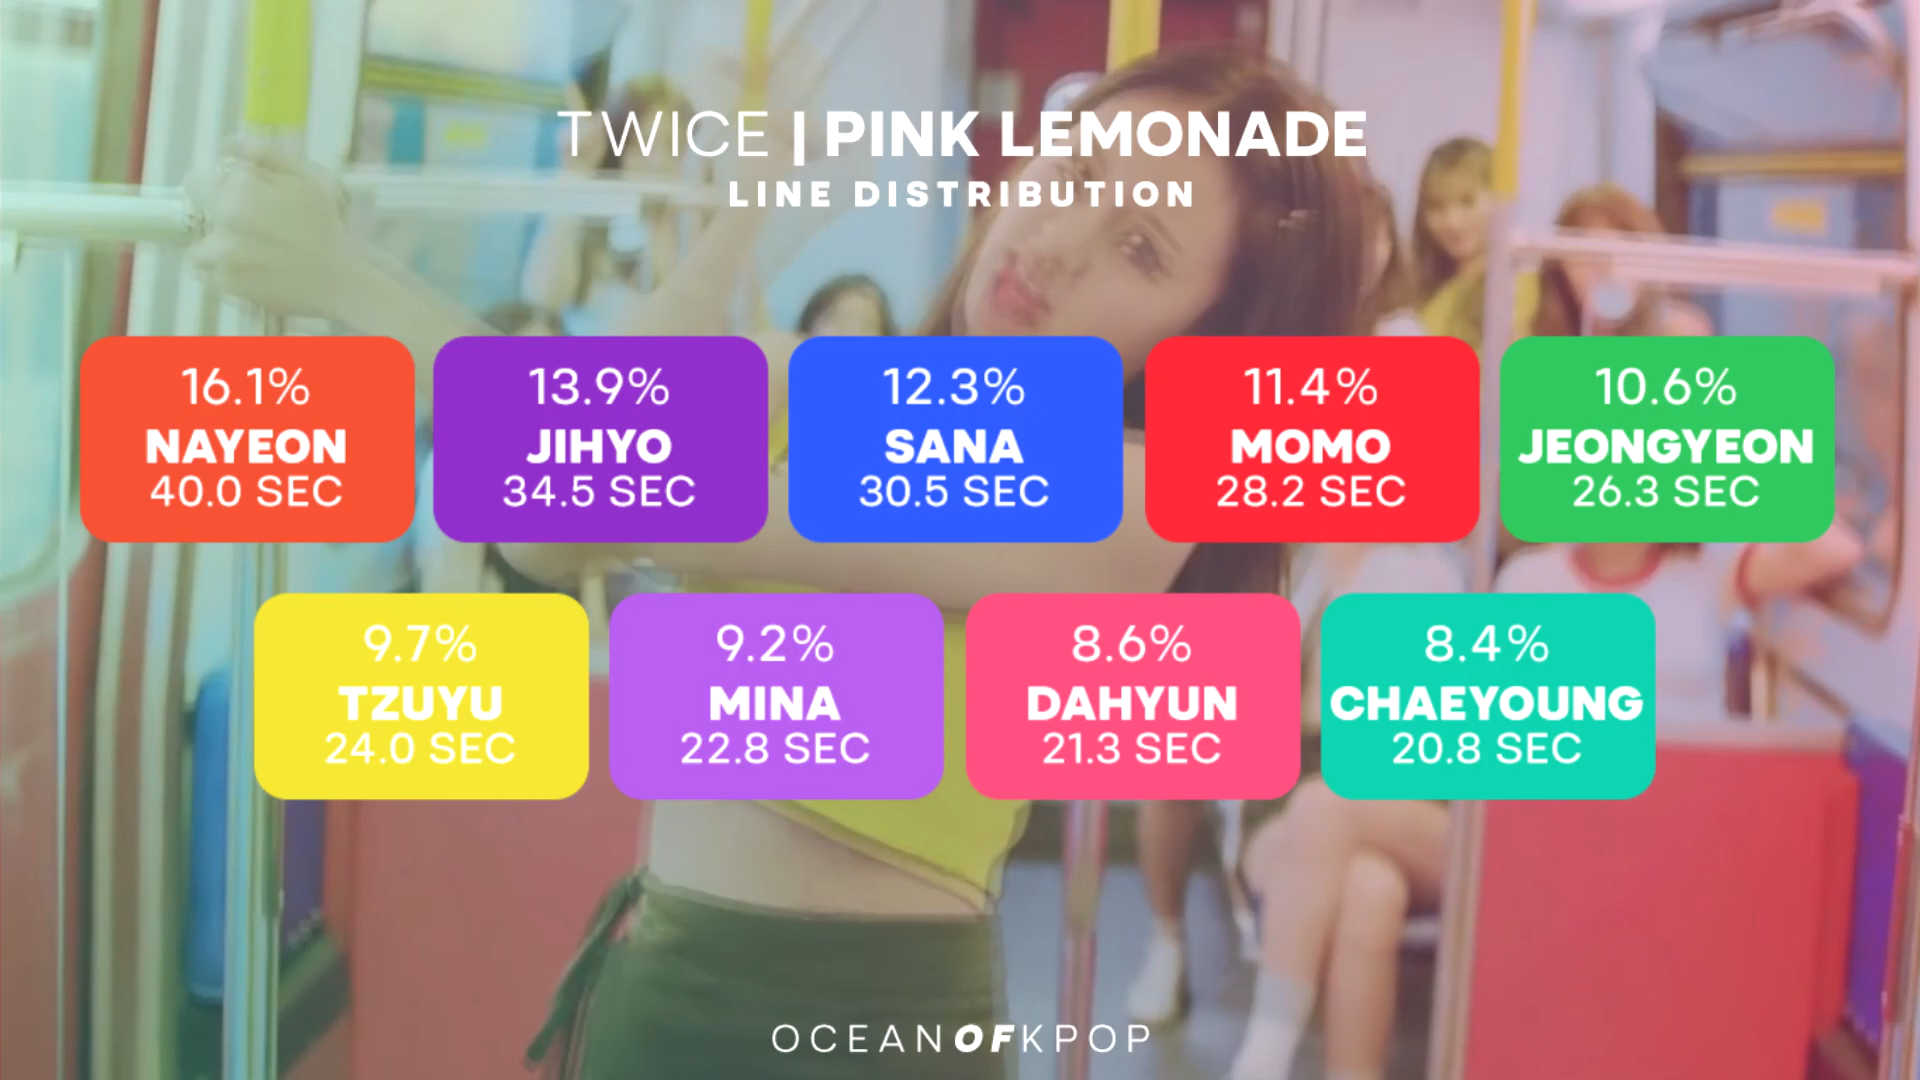 TWICE | PINK LEMONADE
LINE DISTRIBUTION
16.1%
NAYEON
40.0 SEC
13.9%
JIHYO
34.5 SEC
12.3%
SANA
30.5 SEC
11.4%
MOMO
28.2 SEC
10.6%
JEONGYEON
26.3 SEC
9.7%
TZUYU
24.0 SEC
9.2%
MINA
22.8 SEC
8.6%
DAHYUN
21.3 SEC
8.4%
CHAEYOUNG
20.8 SEC
OCEANOFKPOP